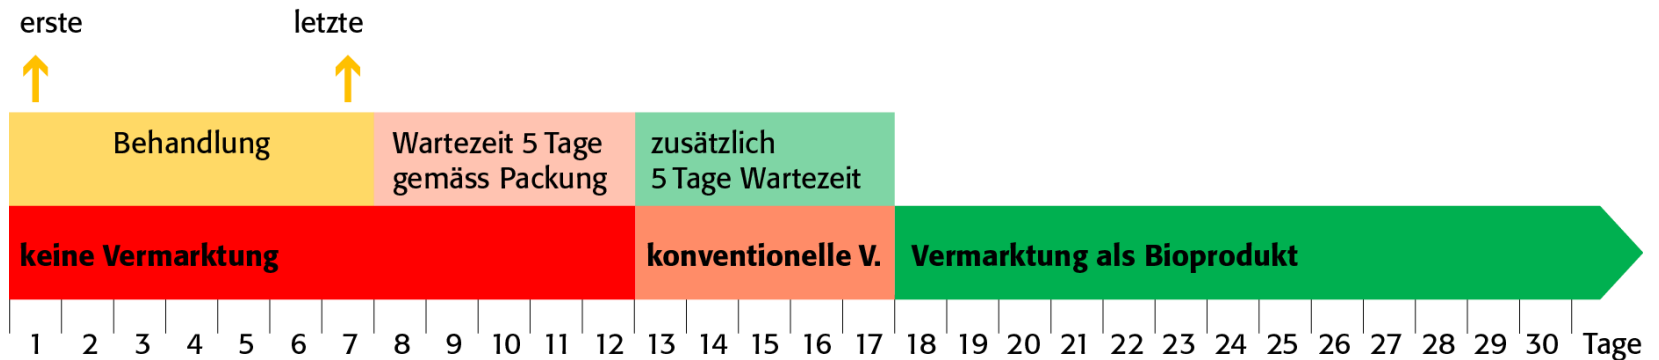 erste letzte
Behandlung
Wartezeit 5 Tage
gemäss Packung
zusätzlich
5 Tage Wartezeit
keine Vermarktung
konventionelle V.
Vermarktung als Bioprodukt
1 2 3 4 5 6 7 8 9 10 11 12 13 14 15 16 17 18 19 20 21 22 23 24 25 26 27 28 29 30 Tage